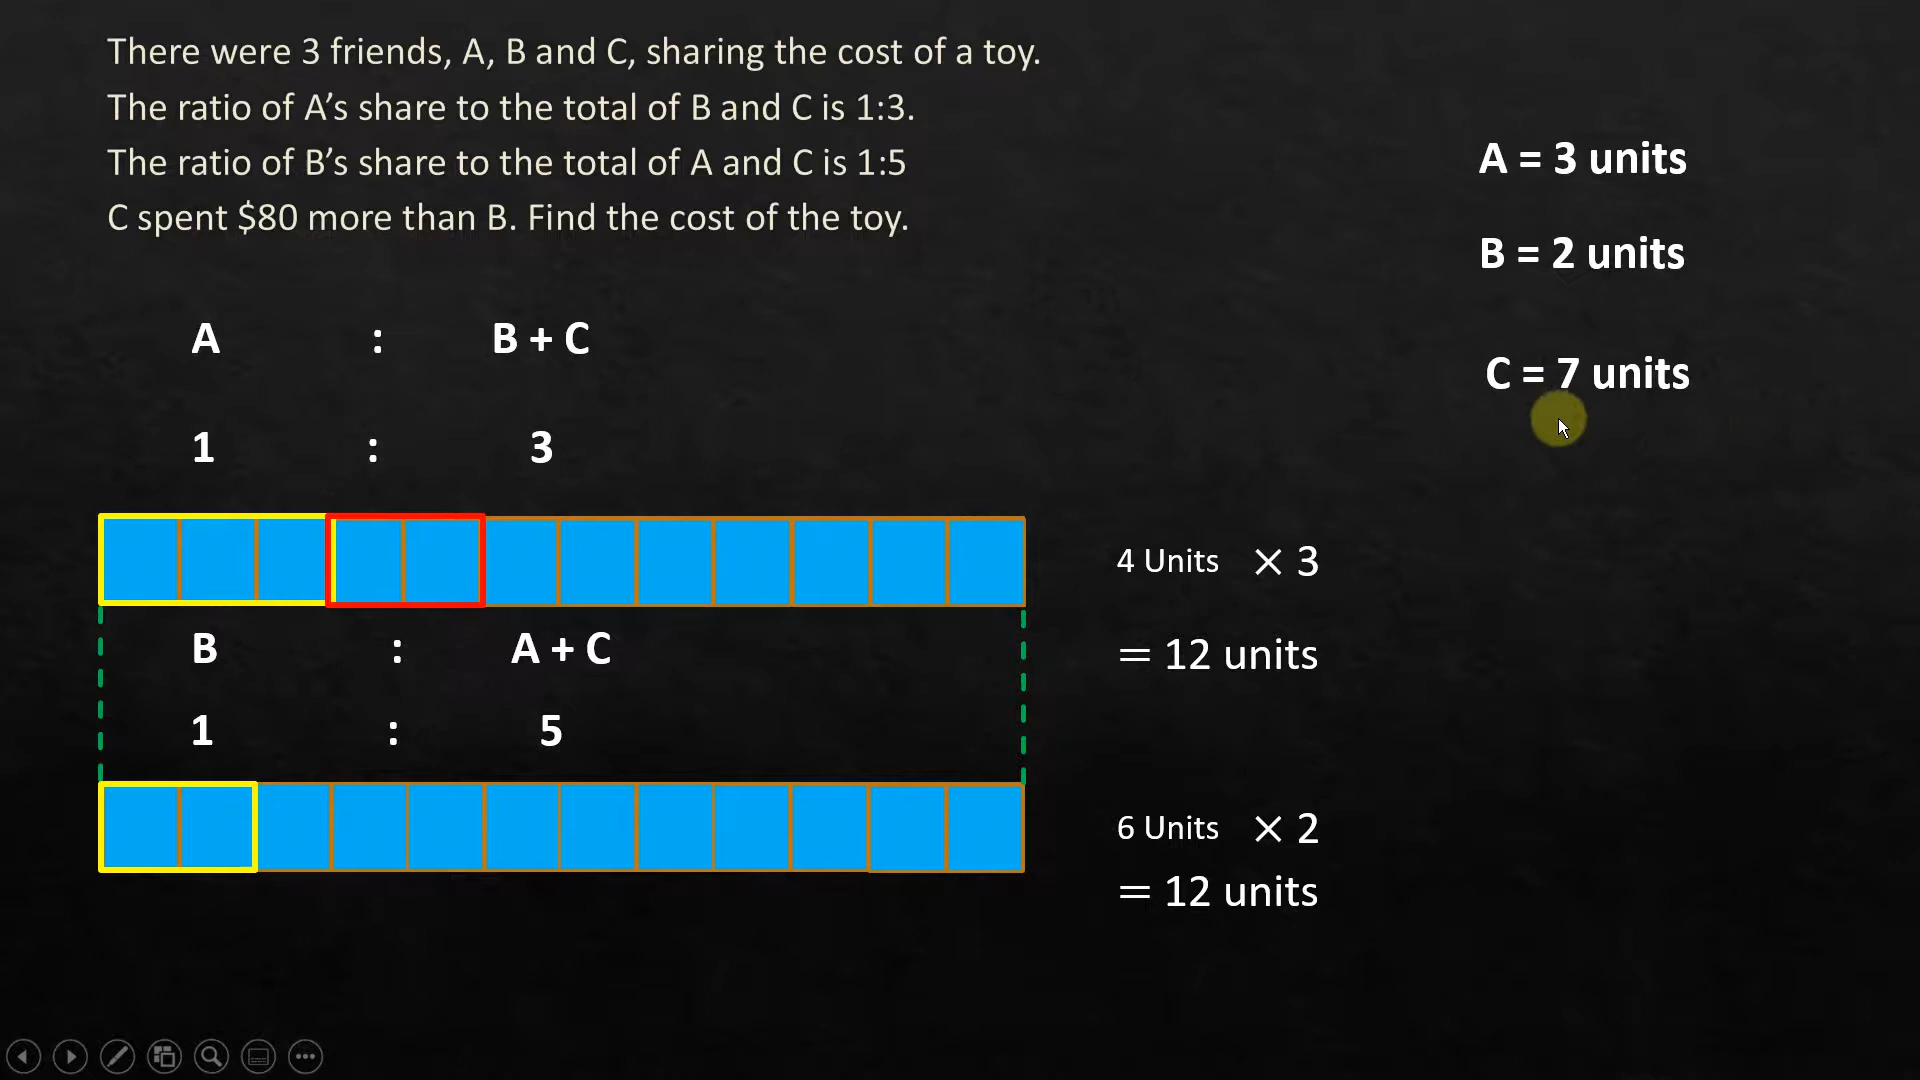 There were 3 friends, A, B and C, sharing the cost of a toy.
The ratio of A’s share to the total of B and C is 1:3.
The ratio of B’s share to the total of A and C is 1:5
C spent $80 more than B. Find the cost of the toy.
A = 3 units
B = 2 units
C = 7 units
A : B + C
1 : 3
4 Units × 3
= 12 units
B : A + C
1 : 5
6 Units × 2
= 12 units